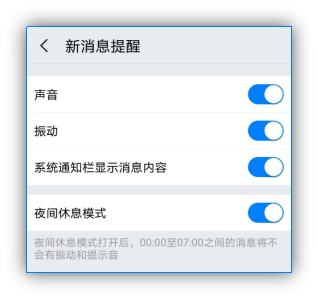 新消息提醒
声音
振动
系统通知栏显示消息内容
夜间休息模式
夜间休息模式打开后，00:00至07:00之间的消息将不
会有振动和提示音